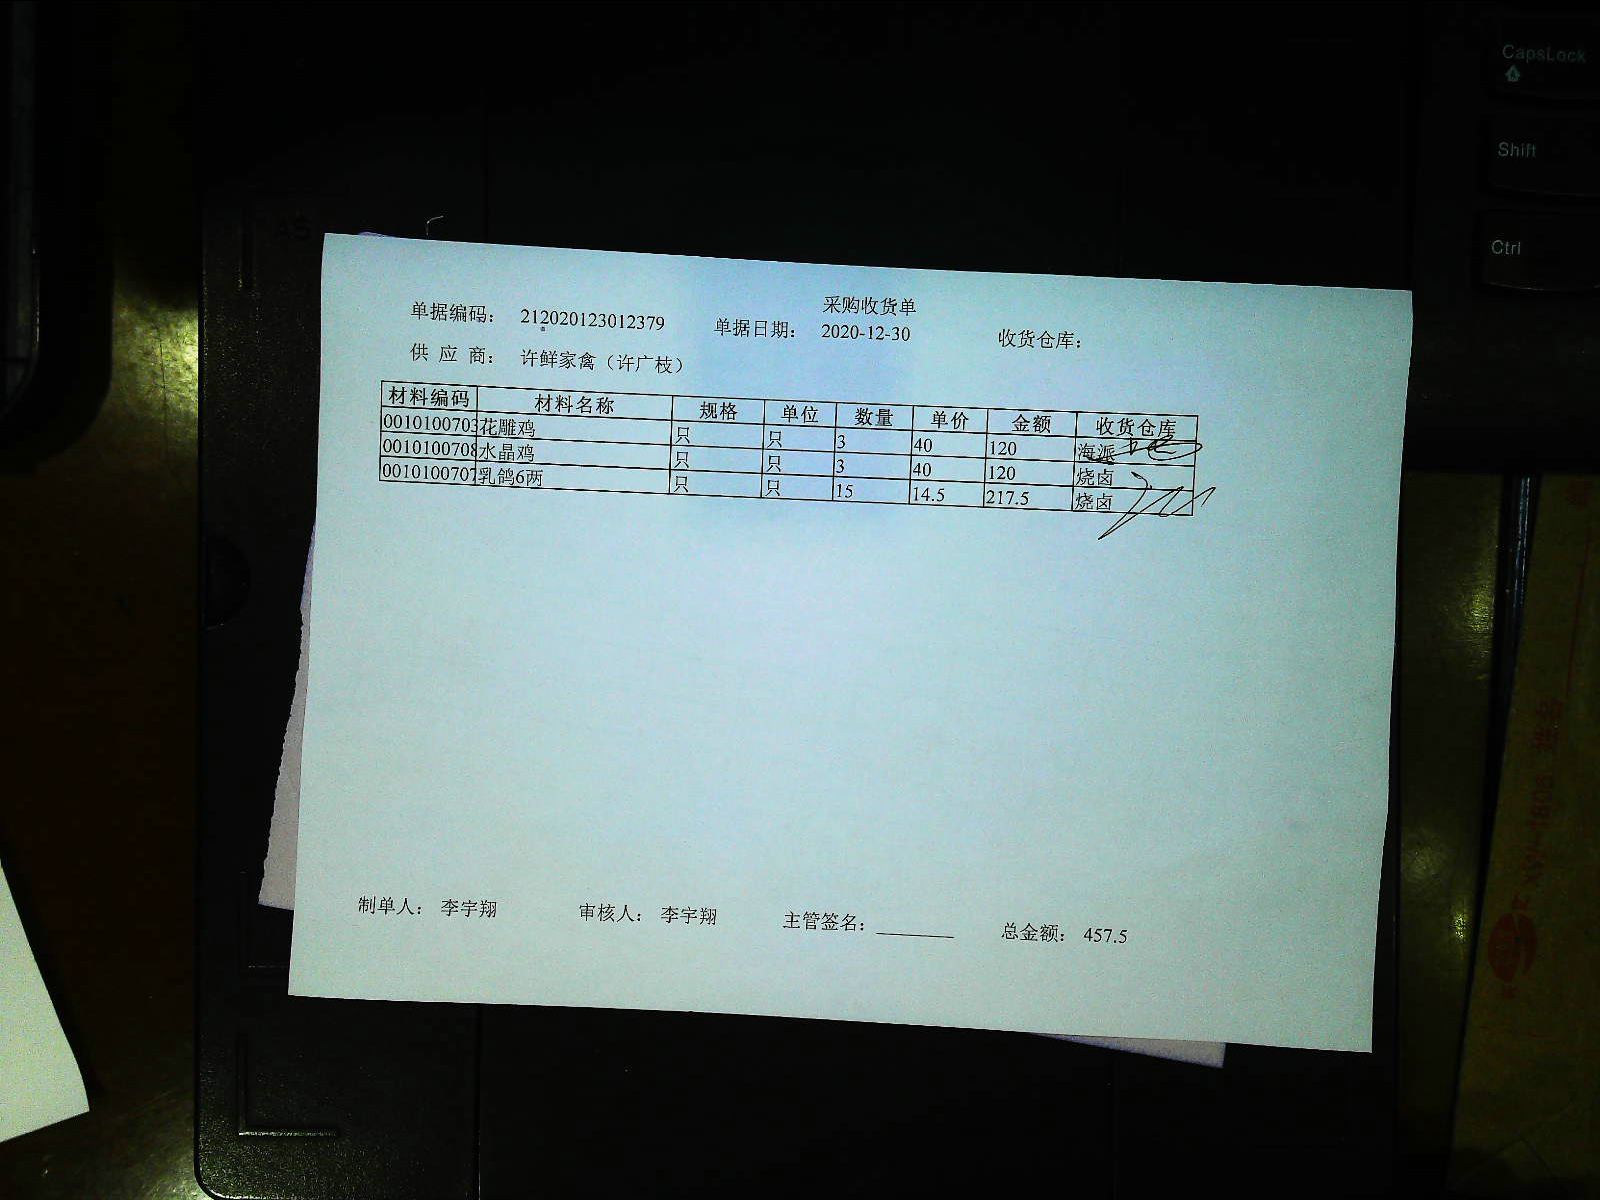 采购收货单
单据编码： 212020123012379 单据日期： 2020-12-30 收货仓库：
供 应 商： 许鲜家禽（许广枝）
材料编码 材料名称 规格 单位 数量 单价 金额 收货仓库
0010100703 花雕鸡 只 只 3 40 120 海派
0010100708 水晶鸡 只 只 3 40 120 烧卤
0010100707 乳鸽6两 只 只 15 14.5 217.5 烧卤
制单人： 李宇翔 审核人： 李宇翔 主管签名： 总金额： 457.5
CapsLock
Shift
Ctrl